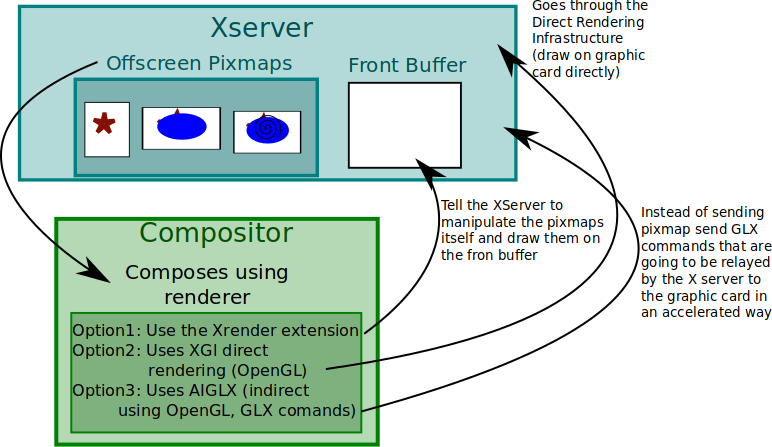 Xserver
Offscreen Pixmaps
Front Buffer
Goes through the
Direct Rendering
Infrastructure
(draw on graphic
card directly)
Tell the XServer to
manipulate the pixmaps
itself and draw them on
the fron buffer
Instead of sending
pixmap send GLX
commands that are
going to be relayed
by the X server to
the graphic card in
an accelerated way
Compositor
Composes using
renderer
Option1: Use the Xrender extension
Option2: Uses XGI direct
rendering (OpenGL)
Option3: Uses AIGLX (indirect
using OpenGL, GLX comands)